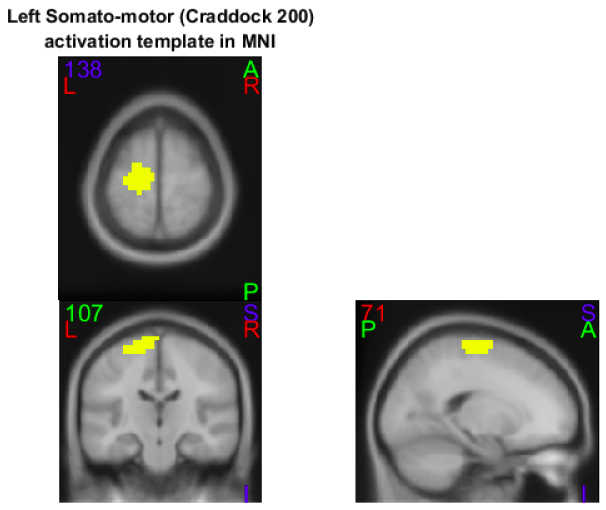 Left Somato-motor (Craddock 200)
activation template in MNI
138 A
L R
P
107 S
L R
I
71 S
P A
I